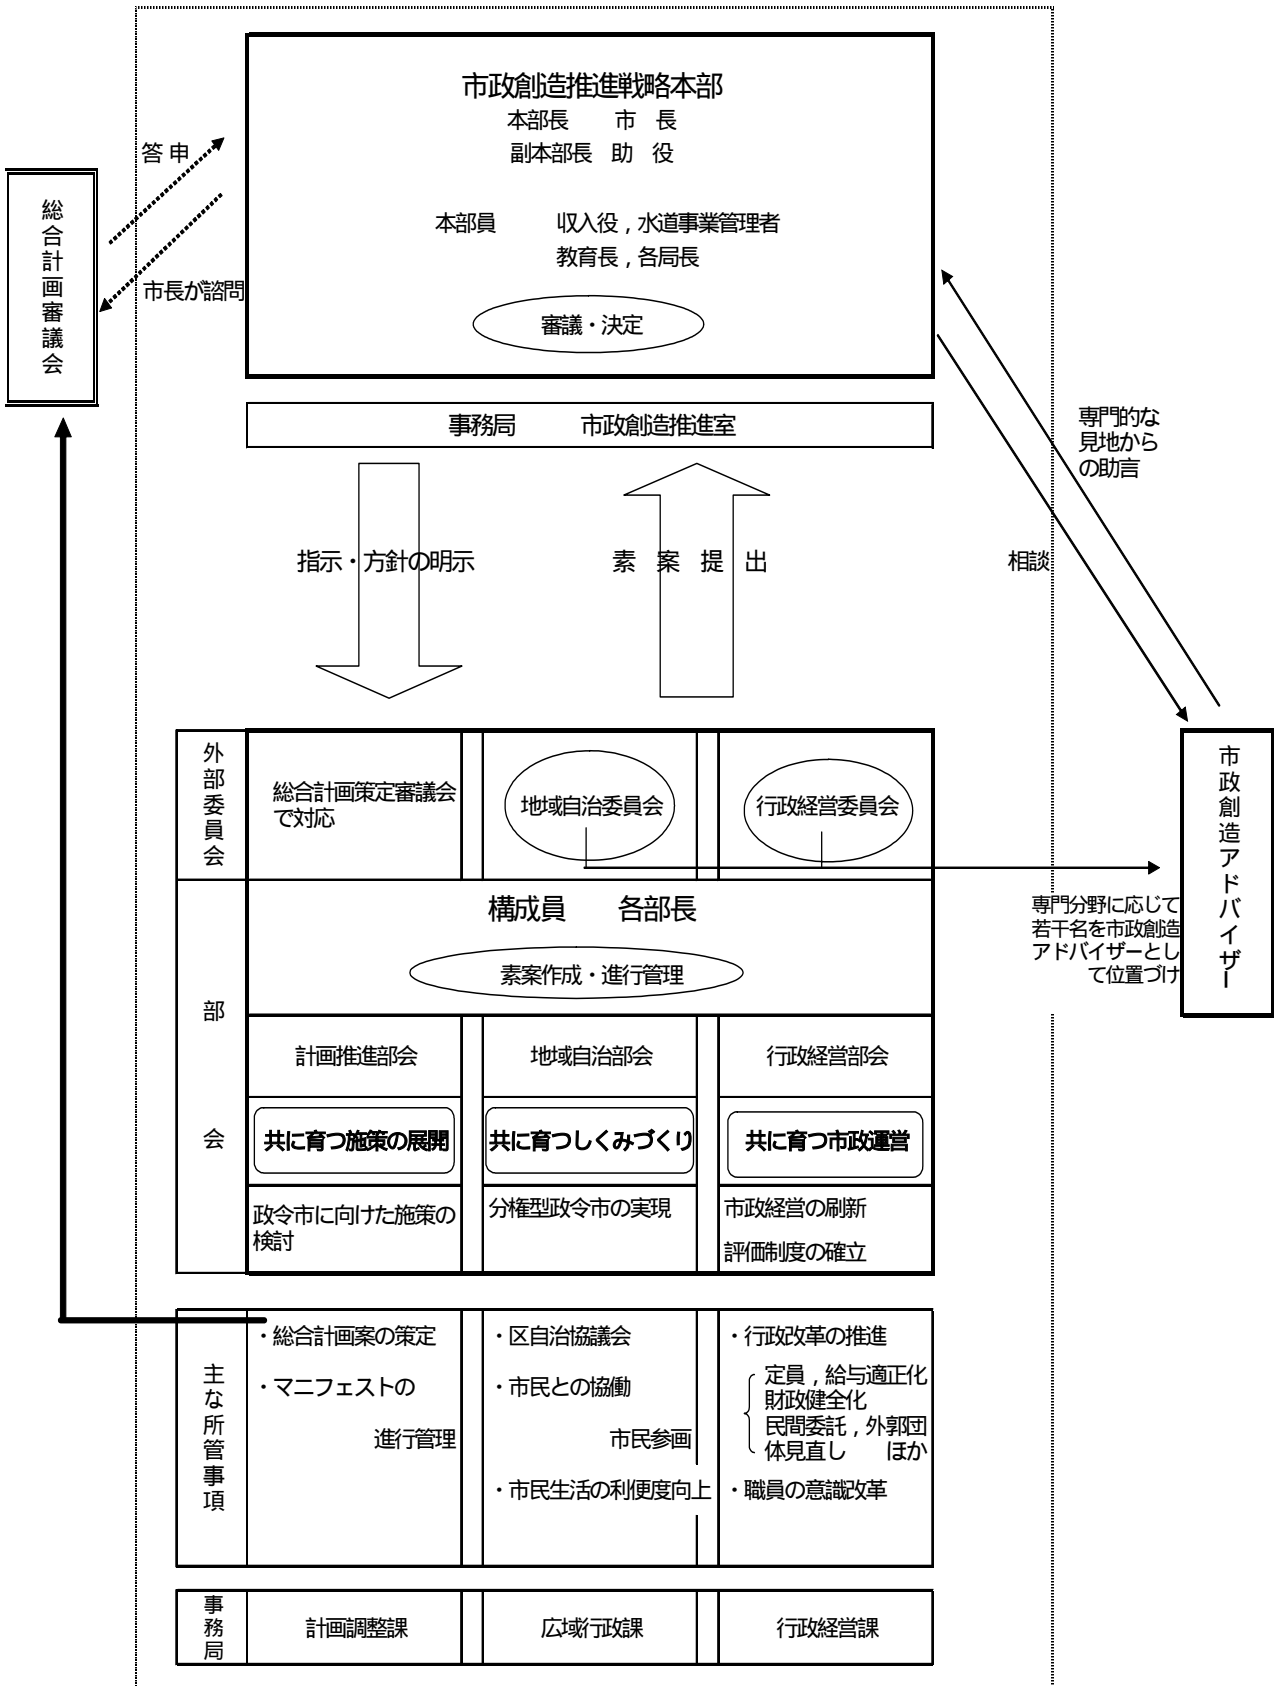 市政創造推進戦略本部
本部長　　市　長
副本部長　助　役
本部員　　　収入役，水道事業管理者
教育長，各局長
審議・決定
答 申
市長が諮問
総合計画審議会
事務局　　　市政創造推進室
指示・方針の明示
素　案　提　出
専門的な
見地から
の助言
相談
市政創造アドバイザー
外部委員会
総合計画策定審議会
で対応
地域自治委員会
行政経営委員会
専門分野に応じて
若干名を市政創造
アドバイザーとし
て位置づけ
部会
構成員　　各部長
素案作成・進行管理
計画推進部会
地域自治部会
行政経営部会
共に育つ施策の展開
共に育つしくみづくり
共に育つ市政運営
政令市に向けた施策の
検討
分権型政令市の実現
市政経営の刷新
評価制度の確立
主な所管事項
・総合計画案の策定
・マニフェストの
進行管理
・区自治協議会
・市民との協働
市民参画
・市民生活の利便度向上
・行政改革の推進
定員，給与適正化
財政健全化
民間委託，外郭団
体見直し　　ほか
・職員の意識改革
事務局
計画調整課
広域行政課
行政経営課